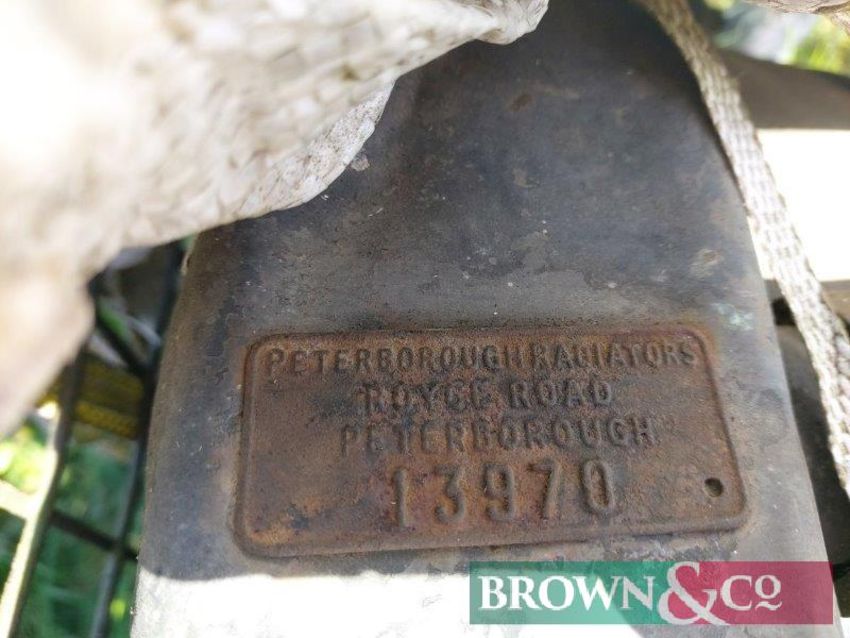 PETERBOROUGH RADIATORS
ROYCE ROAD
PETERBOROUGH
13970
BROWN&CO